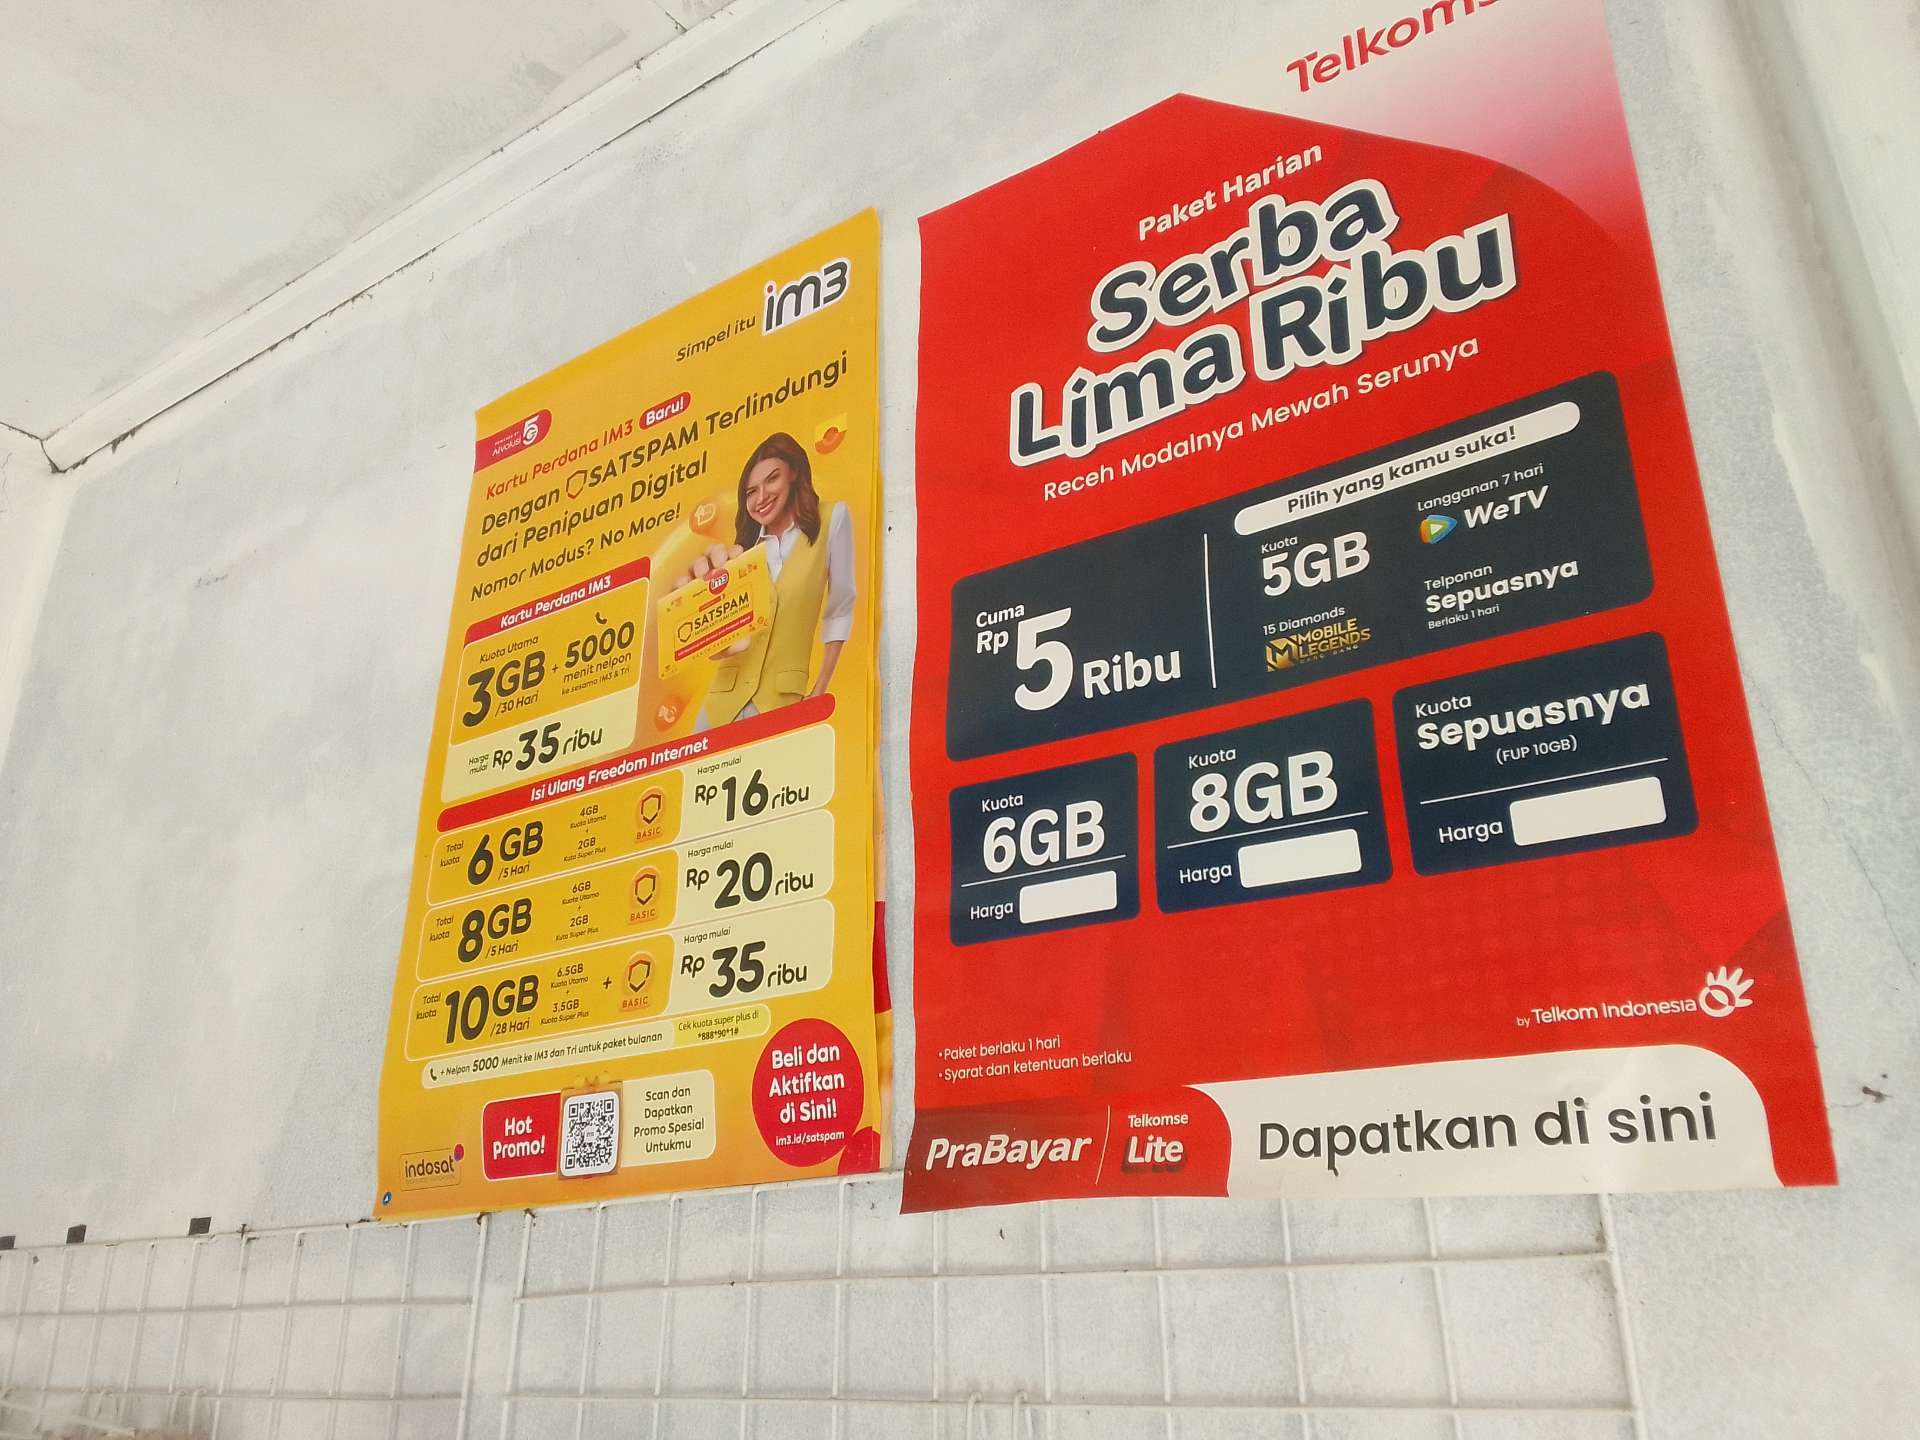 Simpel itu im3
5G
Kartu Perdana IM3 Baru!
Dengan SATSPAM Terlindungi
dari Penipuan Digital
Nomor Modus? No More!
Kartu Perdana IM3
Kuota Utama
3GB
/30 Hari
+ 5000
menit nelpon
ke sesama IM3 & Tri
Harga mulai Rp 35 ribu
im3
SATSPAM
Isi Ulang Freedom Internet
Total kuota 6GB /5 Hari
4GB
Kuota Utama
+
2GB
Kuota Super Plus
BASIC
Harga mulai
Rp 16 ribu
Total kuota 8GB /5 Hari
6GB
Kuota Utama
+
2GB
Kuota Super Plus
BASIC
Harga mulai
Rp 20 ribu
Total kuota 10GB /28 Hari
6.5GB
Kuota Utama
+
3,5GB
Kuota Super Plus
+
BASIC
Harga mulai
Rp 35 ribu
+ Nelpon 5000 Menit ke IM3 dan Tri untuk paket bulanan
Cek kuota super plus di
*888*90*1#
indosat
Hot
Promo!
Scan dan
Dapatkan
Promo Spesial
Untukmu
Beli dan
Aktifkan
di Sini!
im3.id/satspam
Telkomse
Paket Harian
Serba
Lima Ribu
Receh Modalnya Mewah Serunya
Cuma
Rp 5 Ribu
Pilih yang kamu suka!
Kuota
5GB
Langganan 7 hari
WeTV
15 Diamonds
MOBILE
LEGENDS
BANG BANG
Telponan
Sepuasnya
Berlaku 1 hari
Kuota
6GB
Harga
Kuota
8GB
Harga
Kuota
Sepuasnya
(FUP 10GB)
Harga
by Telkom Indonesia
•Paket berlaku 1 hari
•Syarat dan ketentuan berlaku
PraBayar
Telkomse
Lite
Dapatkan di sini